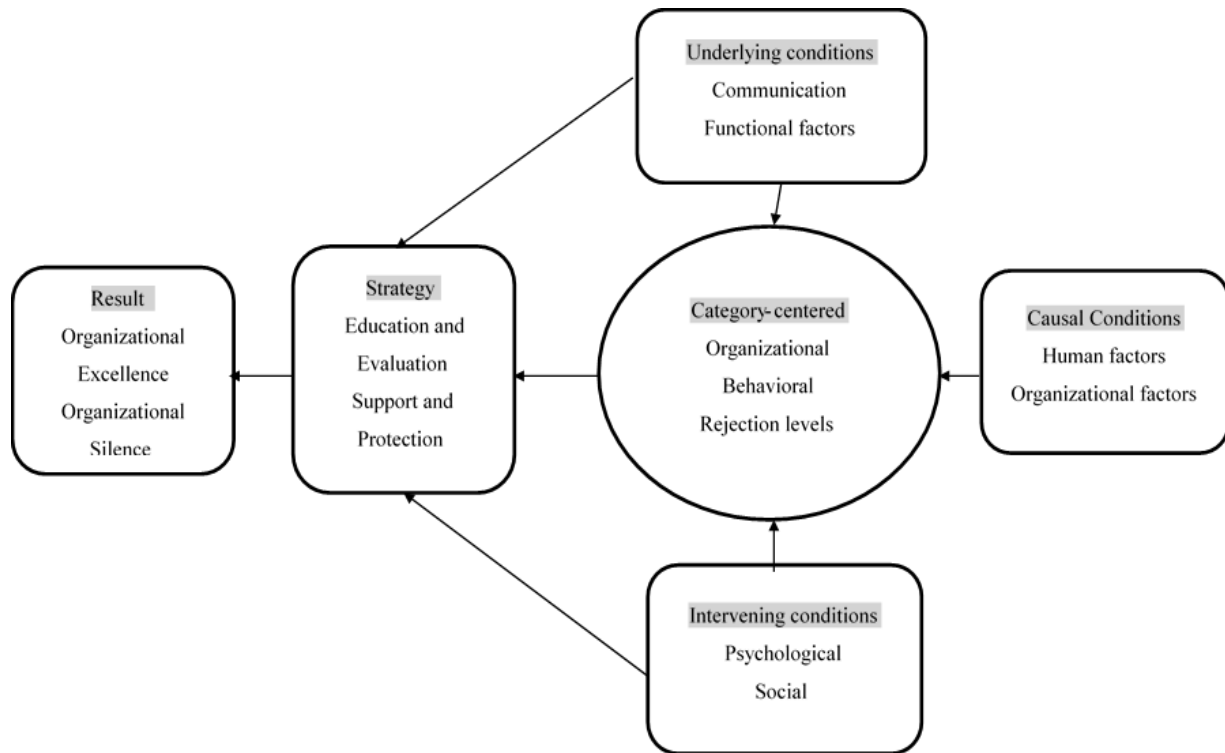 Underlying conditions
Communication
Functional factors
Result
Organizational
Excellence
Organizational
Silence
Strategy
Education and
Evaluation
Support and
Protection
Category-centered
Organizational
Behavioral
Rejection levels
Causal Conditions
Human factors
Organizational factors
Intervening conditions
Psychological
Social